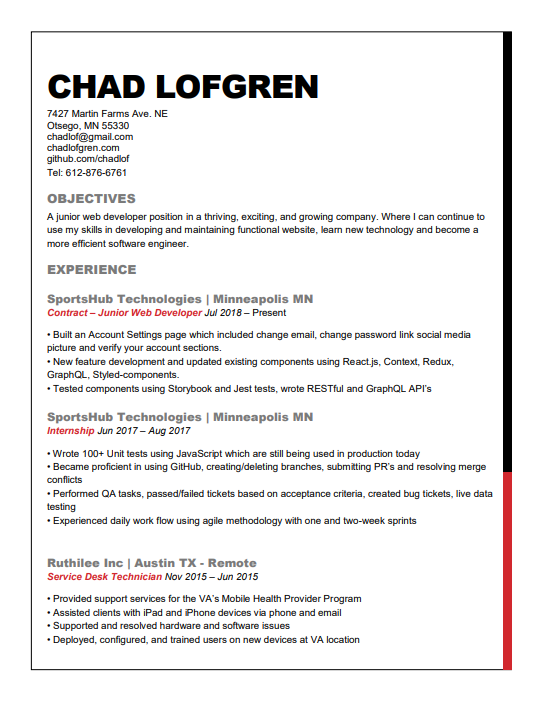 CHAD LOFGREN
7427 Martin Farms Ave. NE
Otsego, MN 55330
chadlof@gmail.com
chadlofgren.com
github.com/chadlof
Tel: 612-876-6761
OBJECTIVES
A junior web developer position in a thriving, exciting, and growing company. Where I can continue to
use my skills in developing and maintaining functional website, learn new technology and become a
more efficient software engineer.
EXPERIENCE
SportsHub Technologies | Minneapolis MN
Contract – Junior Web Developer Jul 2018 – Present
• Built an Account Settings page which included change email, change password link social media
picture and verify your account sections.
• New feature development and updated existing components using React.js, Context, Redux,
GraphQL, Styled-components.
• Tested components using Storybook and Jest tests, wrote RESTful and GraphQL API's
SportsHub Technologies | Minneapolis MN
Internship Jun 2017 – Aug 2017
• Wrote 100+ Unit tests using JavaScript which are still being used in production today
• Became proficient in using GitHub, creating/deleting branches, submitting PR's and resolving merge
conflicts
• Performed QA tasks, passed/failed tickets based on acceptance criteria, created bug tickets, live data
testing
• Experienced daily work flow using agile methodology with one and two-week sprints
Ruthilee Inc | Austin TX - Remote
Service Desk Technician Nov 2015 – Jun 2015
• Provided support services for the VA's Mobile Health Provider Program
• Assisted clients with iPad and iPhone devices via phone and email
• Supported and resolved hardware and software issues
• Deployed, configured, and trained users on new devices at VA location